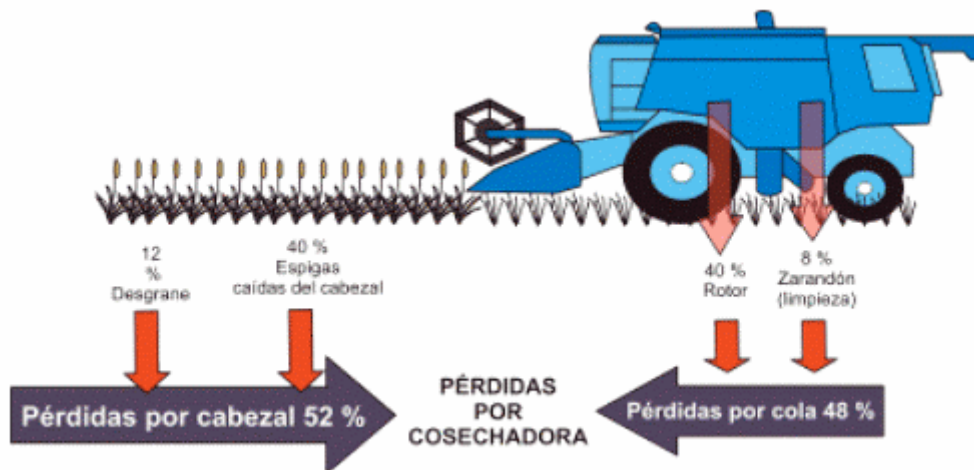 12
%
Desgrane
40 %
Espigas
caídas del cabezal
40 %
Rotor
8 %
Zarandón
(limpieza)
Pérdidas por cabezal 52 %
PÉRDIDAS
POR
COSECHADORA
Pérdidas por cola 48 %